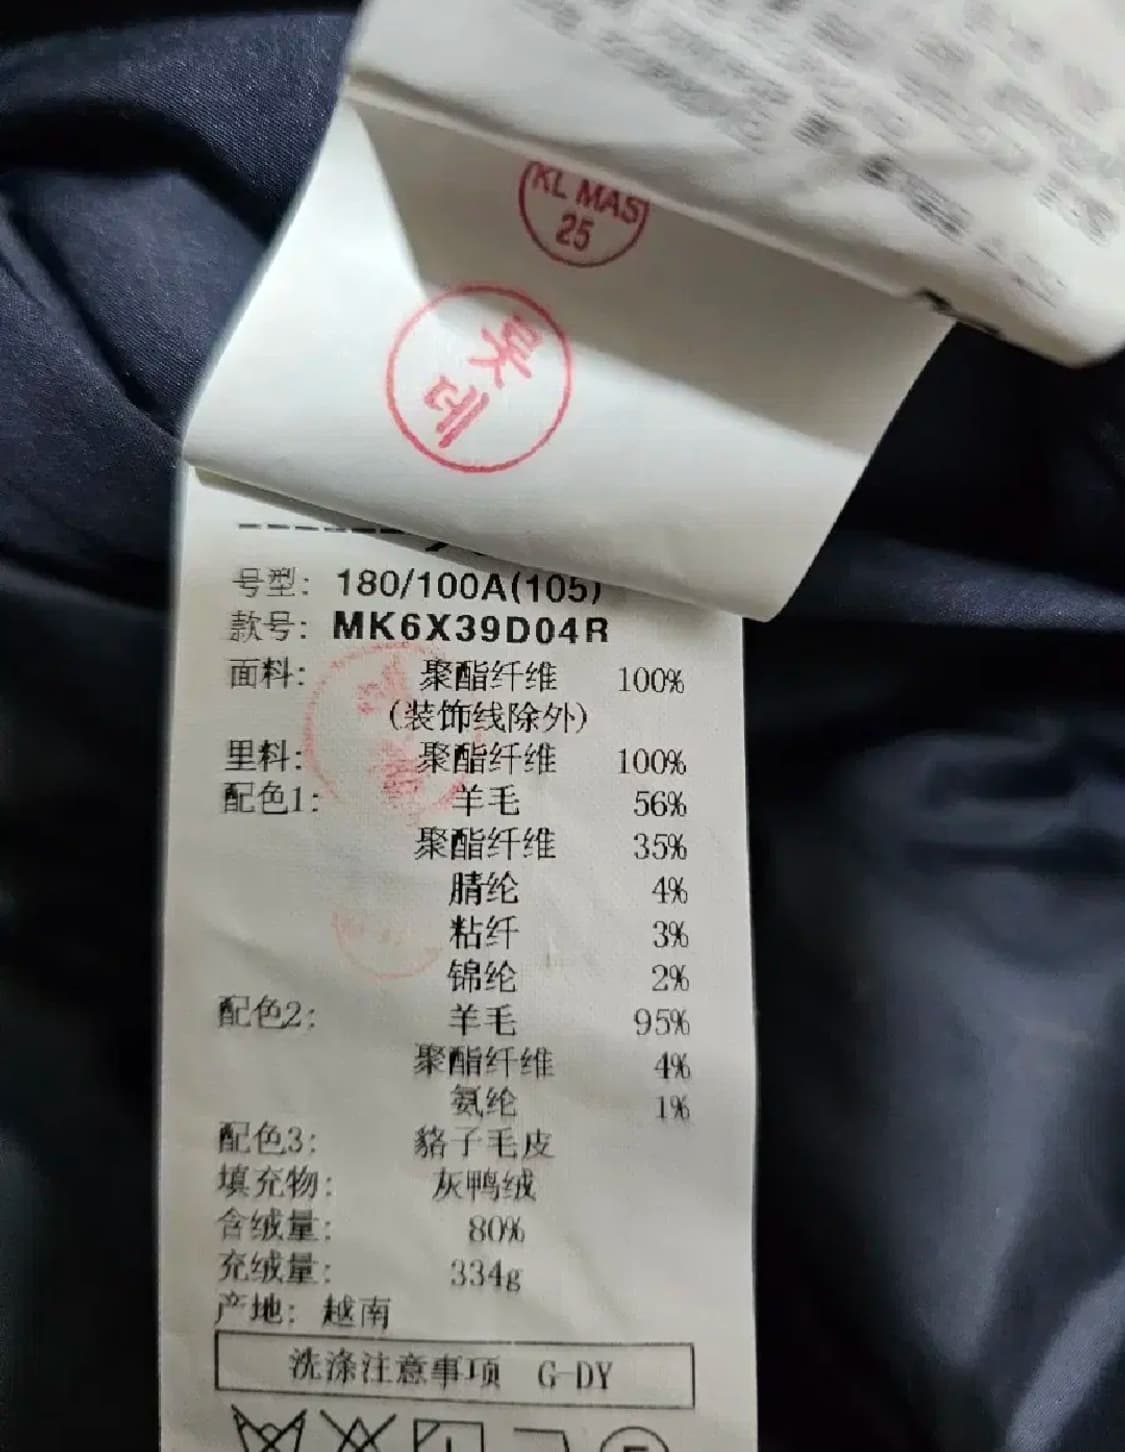 KL MAS
25
롯데
号型: 180/100A(105)
款号: MK6X39D04R
面料: 聚酯纤维 100%
(装饰线除外)
里料: 聚酯纤维 100%
配色1: 羊毛 56%
聚酯纤维 35%
腈纶 4%
粘纤 3%
锦纶 2%
配色2: 羊毛 95%
聚酯纤维 4%
氨纶 1%
配色3: 貉子毛皮
填充物: 灰鸭绒
含绒量: 80%
充绒量: 334g
产地: 越南
洗涤注意事项 G-DY